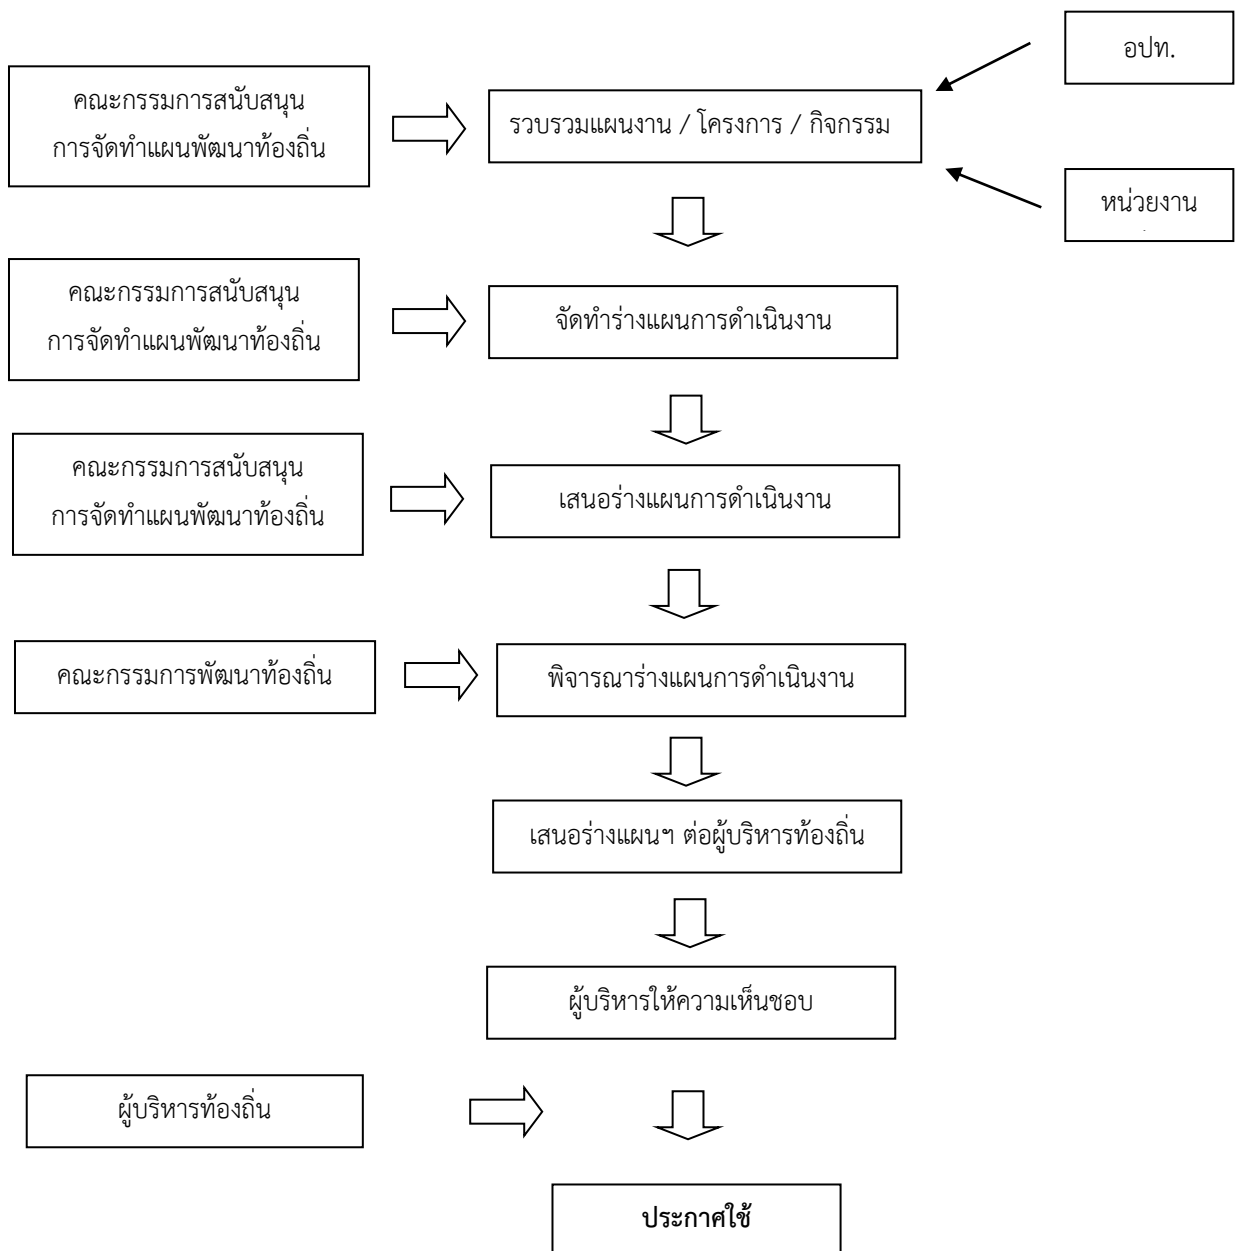 อปท.
คณะกรรมการสนับสนุน
การจัดทำแผนพัฒนาท้องถิ่น
รวบรวมแผนงาน / โครงการ / กิจกรรม
หน่วยงาน
คณะกรรมการสนับสนุน
การจัดทำแผนพัฒนาท้องถิ่น
จัดทำร่างแผนการดำเนินงาน
คณะกรรมการสนับสนุน
การจัดทำแผนพัฒนาท้องถิ่น
เสนอร่างแผนการดำเนินงาน
คณะกรรมการพัฒนาท้องถิ่น
พิจารณาร่างแผนการดำเนินงาน
เสนอร่างแผนฯ ต่อผู้บริหารท้องถิ่น
ผู้บริหารให้ความเห็นชอบ
ผู้บริหารท้องถิ่น
ประกาศใช้